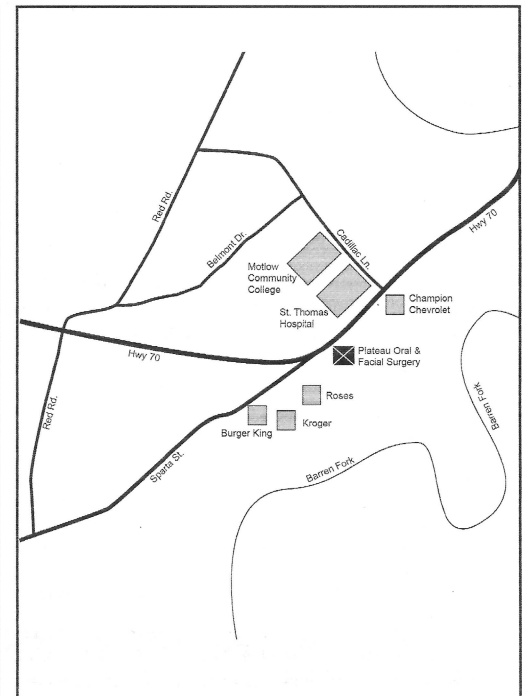 Red Rd.
Hwy 70
Belmont Dr.
Cadillac Ln.
Motlow
Community
College
St. Thomas
Hospital
Champion
Chevrolet
Hwy 70
Plateau Oral &
Facial Surgery
Red Rd.
Roses
Burger King
Kroger
Sparta St.
Barren Fork
Barren Fork